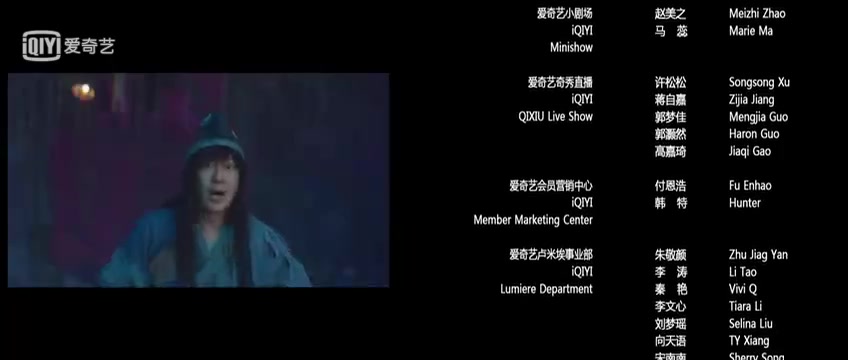 iQIYI 爱奇艺
爱奇艺小剧场 赵美之 Meizhi Zhao
iQIYI 马 蕊 Marie Ma
Minishow
爱奇艺奇秀直播 许松松 Songsong Xu
iQIYI 蒋自嘉 Zijia Jiang
QIXIU Live Show 郭梦佳 Mengjia Guo
郭灏然 Haron Guo
高嘉琦 Jiaqi Gao
爱奇艺会员营销中心 付恩浩 Fu Enhao
iQIYI 韩 特 Hunter
Member Marketing Center
爱奇艺卢米埃事业部 朱敬颜 Zhu Jiag Yan
iQIYI 李 涛 Li Tao
Lumiere Department 秦 艳 Vivi Q
李文心 Tiara Li
刘梦瑶 Selina Liu
向天语 TY Xiang
宋南南 Sherry Song